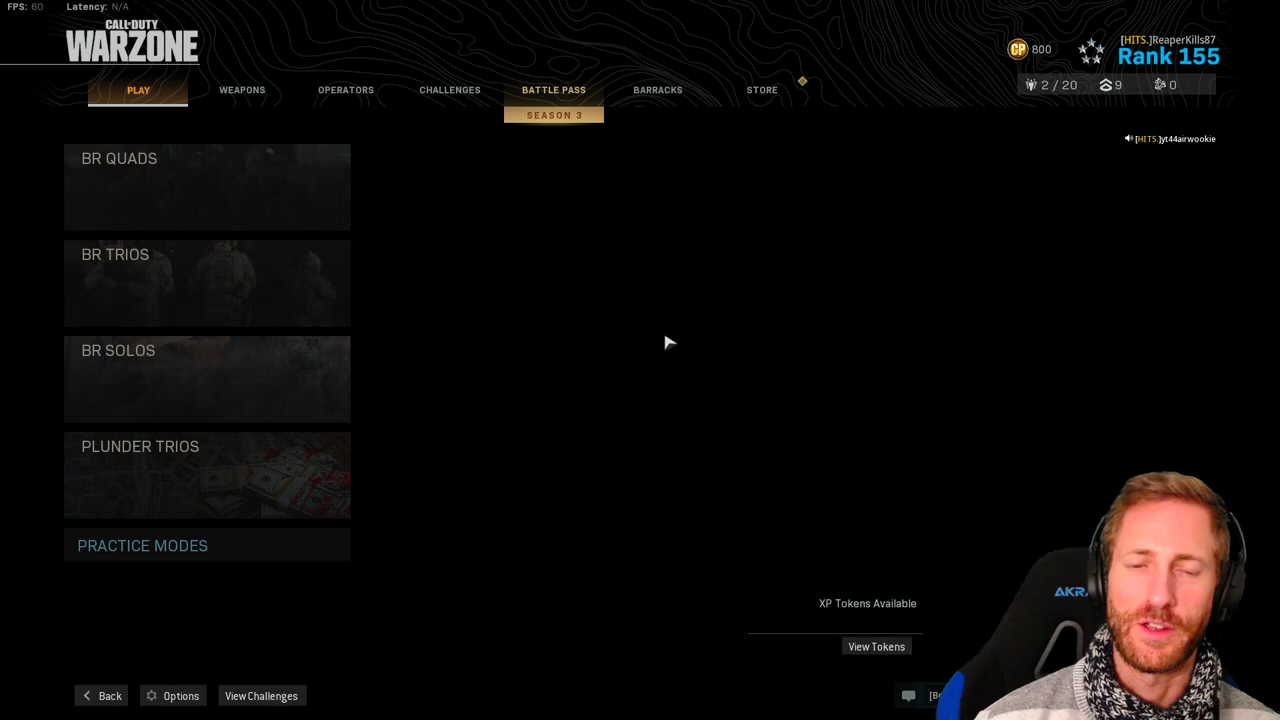 FPS: 60 Latency: N/A
CALL OF DUTY
WARZONE
CP 800
[HITS.]ReaperKills87
Rank 155
2 / 20 9 0
PLAY WEAPONS OPERATORS CHALLENGES BATTLE PASS BARRACKS STORE
SEASON 3
[HITS.]yt44airwookie
BR QUADS
BR TRIOS
BR SOLOS
PLUNDER TRIOS
PRACTICE MODES
XP Tokens Available
View Tokens
Back Options View Challenges